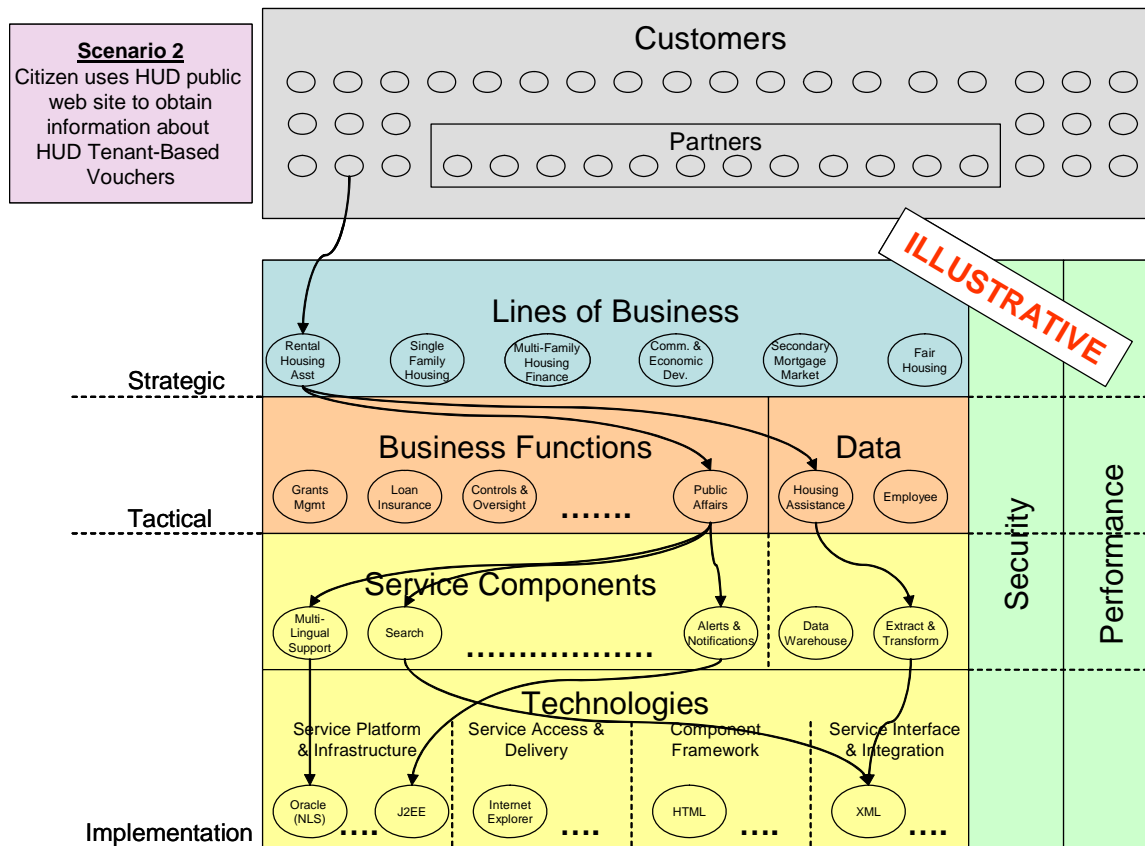 Scenario 2
Citizen uses HUD public
web site to obtain
information about
HUD Tenant-Based
Vouchers
Customers
Partners
ILLUSTRATIVE
Lines of Business
Rental
Housing
Asst
Single
Family
Housing
Multi-Family
Housing
Finance
Comm. &
Economic
Dev.
Secondary
Mortgage
Market
Fair
Housing
Strategic
Business Functions
Data
Grants
Mgmt
Loan
Insurance
Controls &
Oversight
.......
Public
Affairs
Housing
Assistance
Employee
Tactical
Security
Performance
Service Components
Multi-
Lingual
Support
Search
..................
Alerts &
Notifications
Data
Warehouse
Extract &
Transform
Technologies
Service Platform
& Infrastructure
Service Access &
Delivery
Component
Framework
Service Interface
& Integration
Oracle
(NLS)
....
J2EE
Internet
Explorer
....
HTML
....
XML
....
Implementation